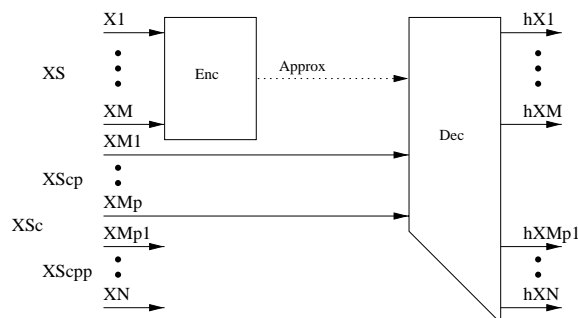 X1
hX1
XS
Enc
Approx
XM
hXM
XM1
Dec
XScp
XMp
XSc
XMp1
hXMp1
XScpp
XN
hXN